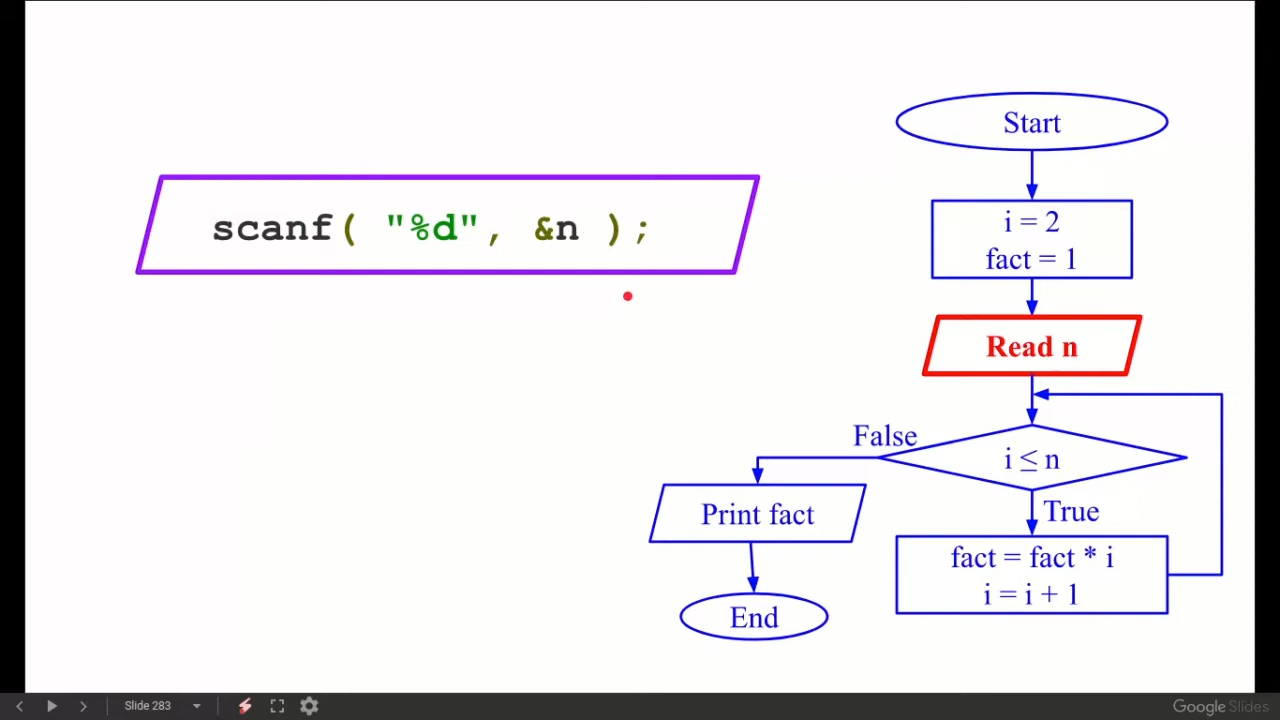 scanf( "%d", &n );
Start
i = 2
fact = 1
Read n
False
i ≤ n
True
Print fact
fact = fact * i
i = i + 1
End
Slide 283
Google Slides